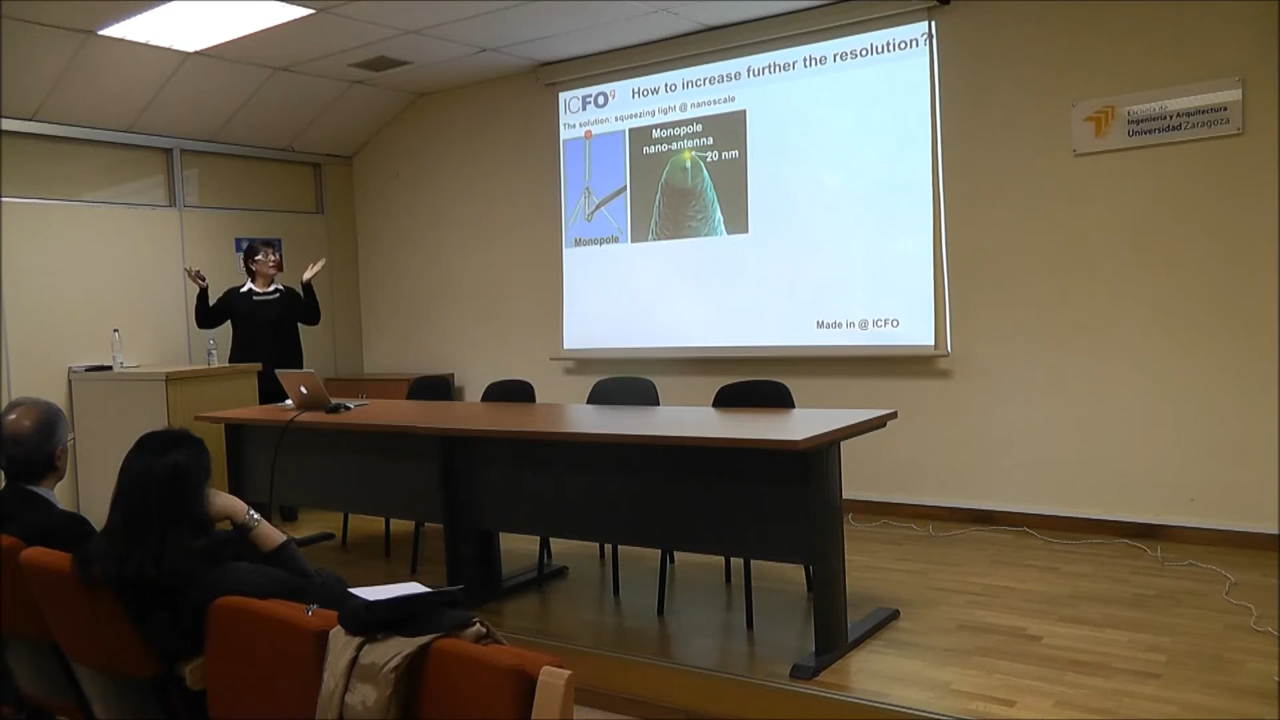 ICFO
How to increase further the resolution?
The solution: squeezing light @ nanoscale
Monopole
nano-antenna
20 nm
Monopole
Made in @ ICFO
Escuela de
Ingeniería y Arquitectura
Universidad Zaragoza